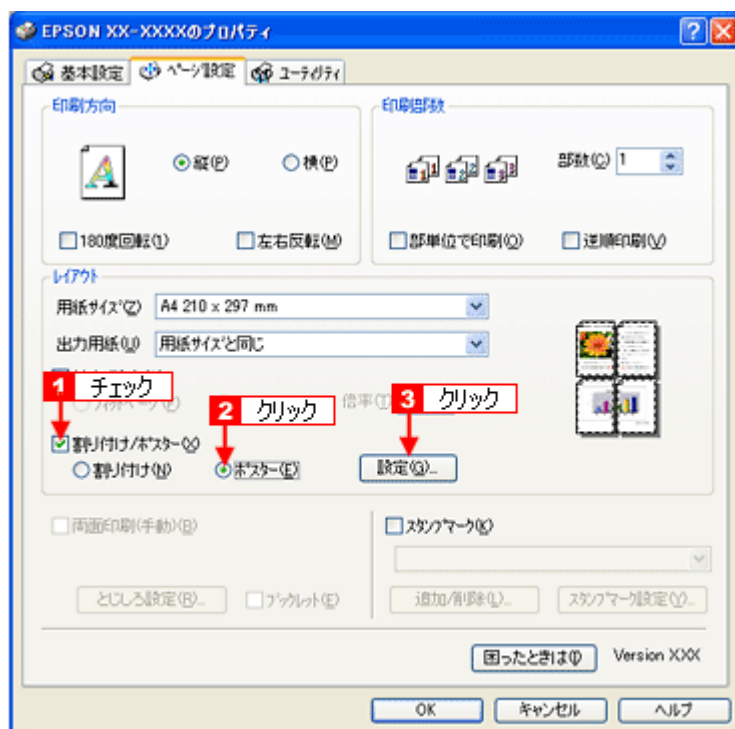 EPSON XX-XXXXのプロパティ
基本設定 ページ設定 ユーティリティ
印刷方向
縦(P) 横(P)
180度回転(1) 左右反転(M)
印刷部数
部数(C) 1
部単位で印刷(O) 逆順印刷(V)
レイアウト
用紙サイズ(Z) A4 210 x 297 mm
出力用紙(U) 用紙サイズと同じ
1 チェック
倍率(T)
2 クリック
3 クリック
割り付け/ポスター(X)
割り付け(N) ポスター(E) 設定(G)...
両面印刷(手動)(B)
とじしろ設定(R)... ブックレット(E)
スタンプマーク(K)
追加/削除(L)... スタンプマーク設定(Y)...
困ったときは(I) Version XXX
OK キャンセル ヘルプ